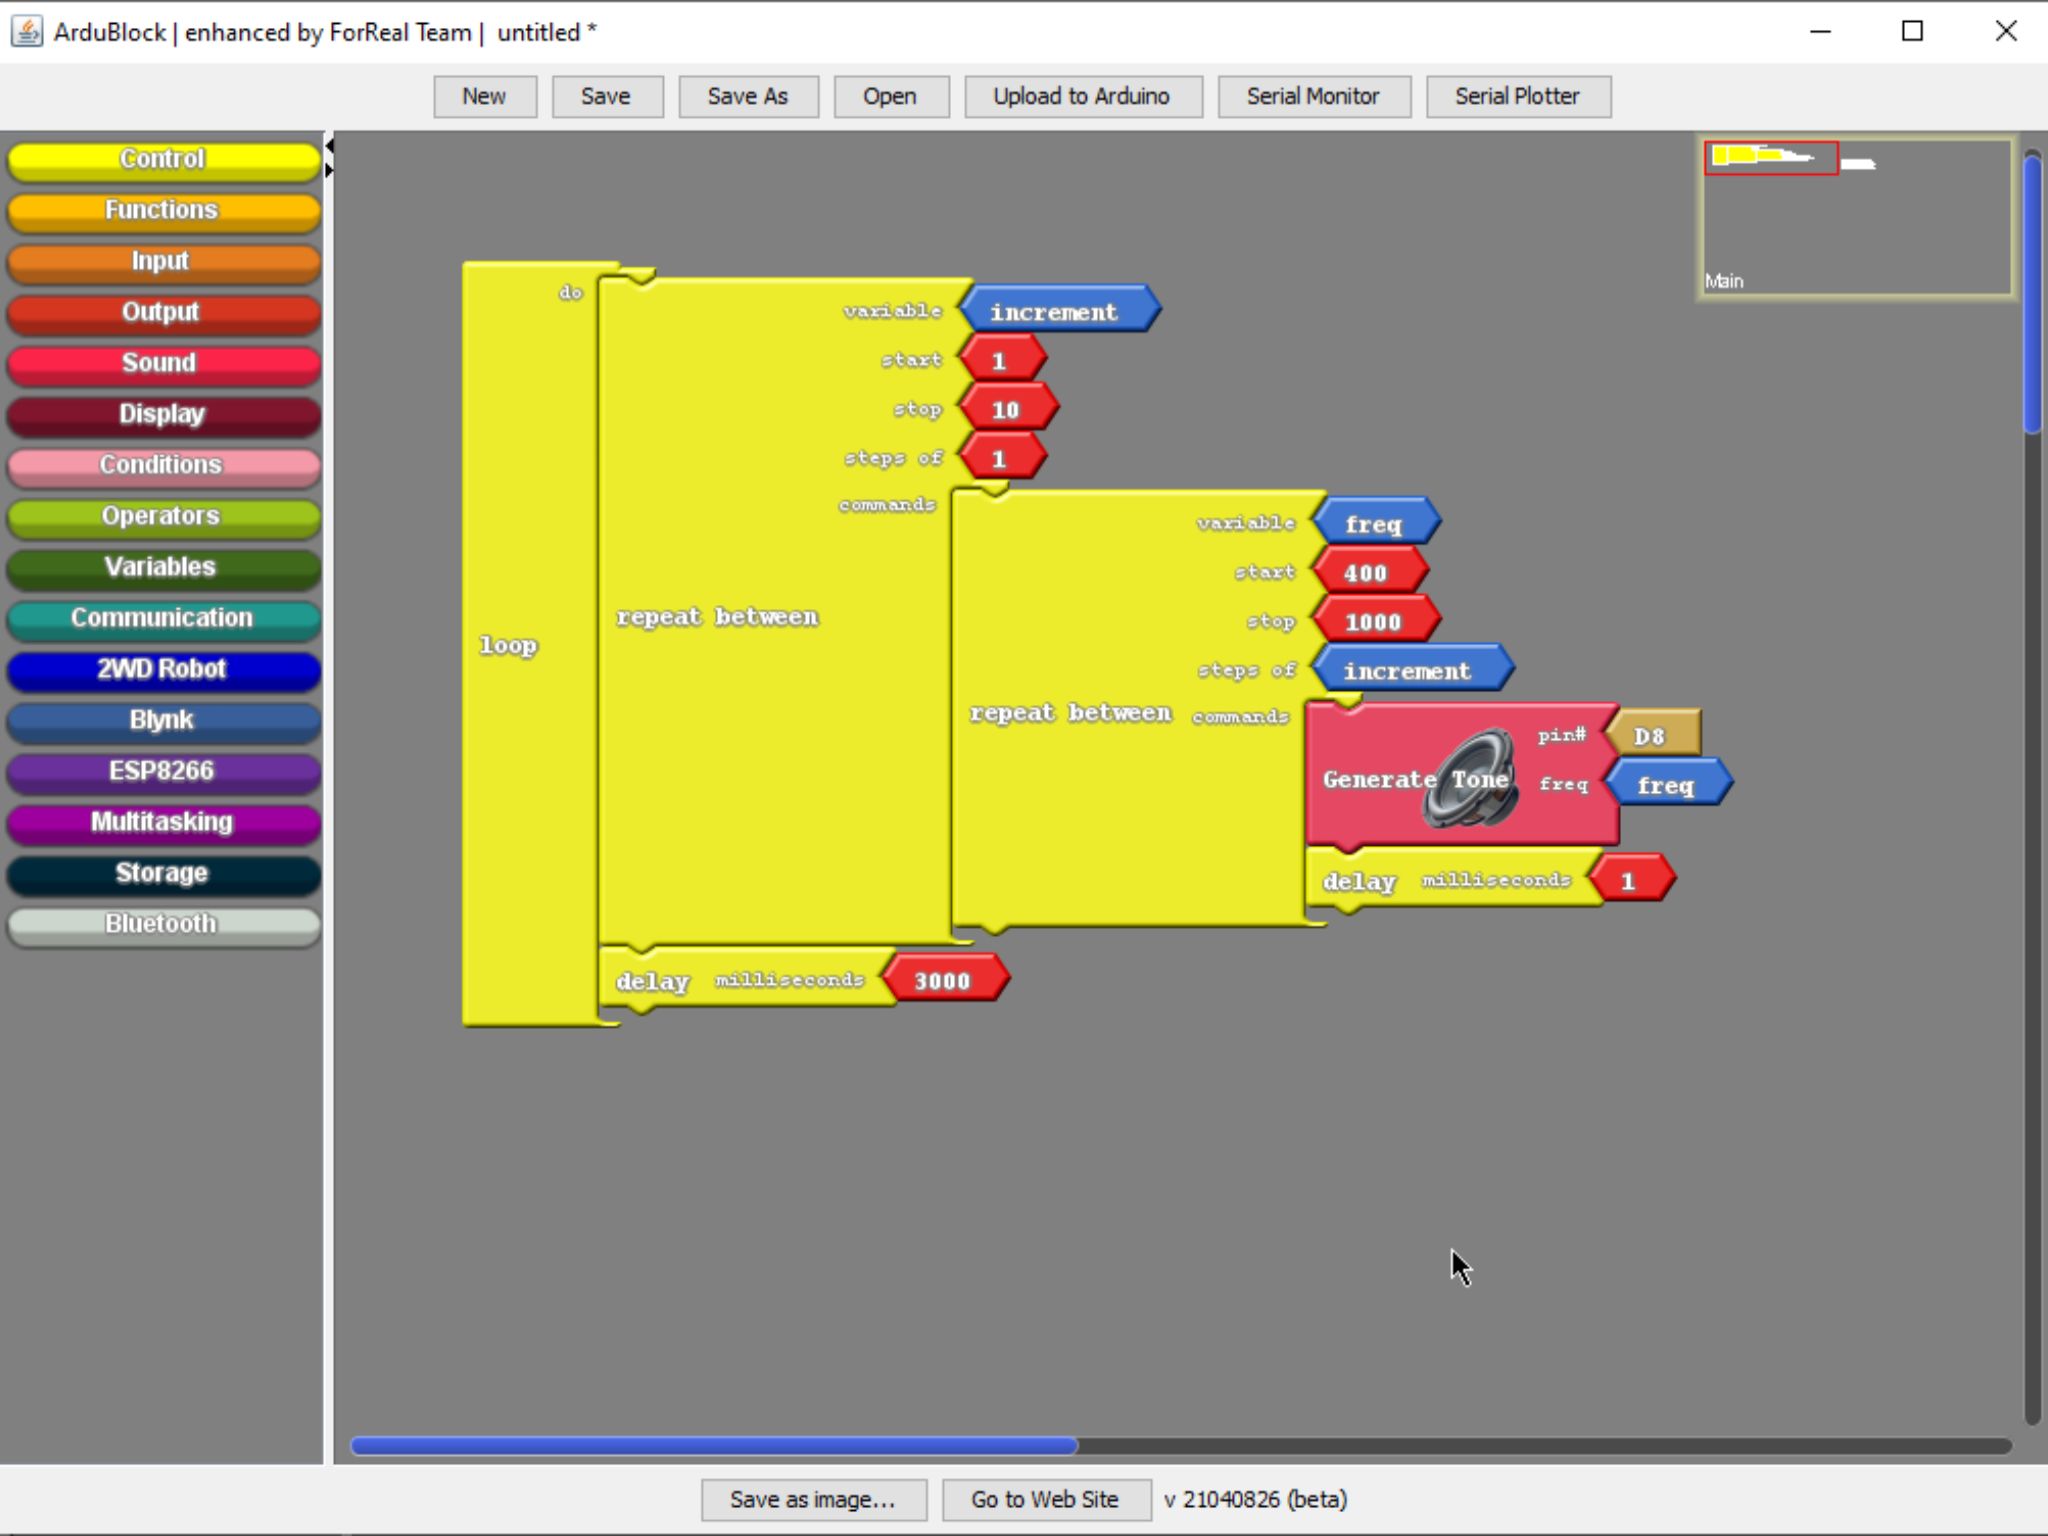 ArduBlock | enhanced by ForReal Team | untitled *
New Save Save As Open Upload to Arduino Serial Monitor Serial Plotter
Control
Functions
Input
Output
Sound
Display
Conditions
Operators
Variables
Communication
2WD Robot
Blynk
ESP8266
Multitasking
Storage
Bluetooth
Main
loop
do
repeat between
variable increment
start 1
stop 10
steps of 1
commands
repeat between
variable freq
start 400
stop 1000
steps of increment
commands
Generate Tone
pin# D8
freq freq
delay milliseconds 1
delay milliseconds 3000
Save as image... Go to Web Site v 21040826 (beta)